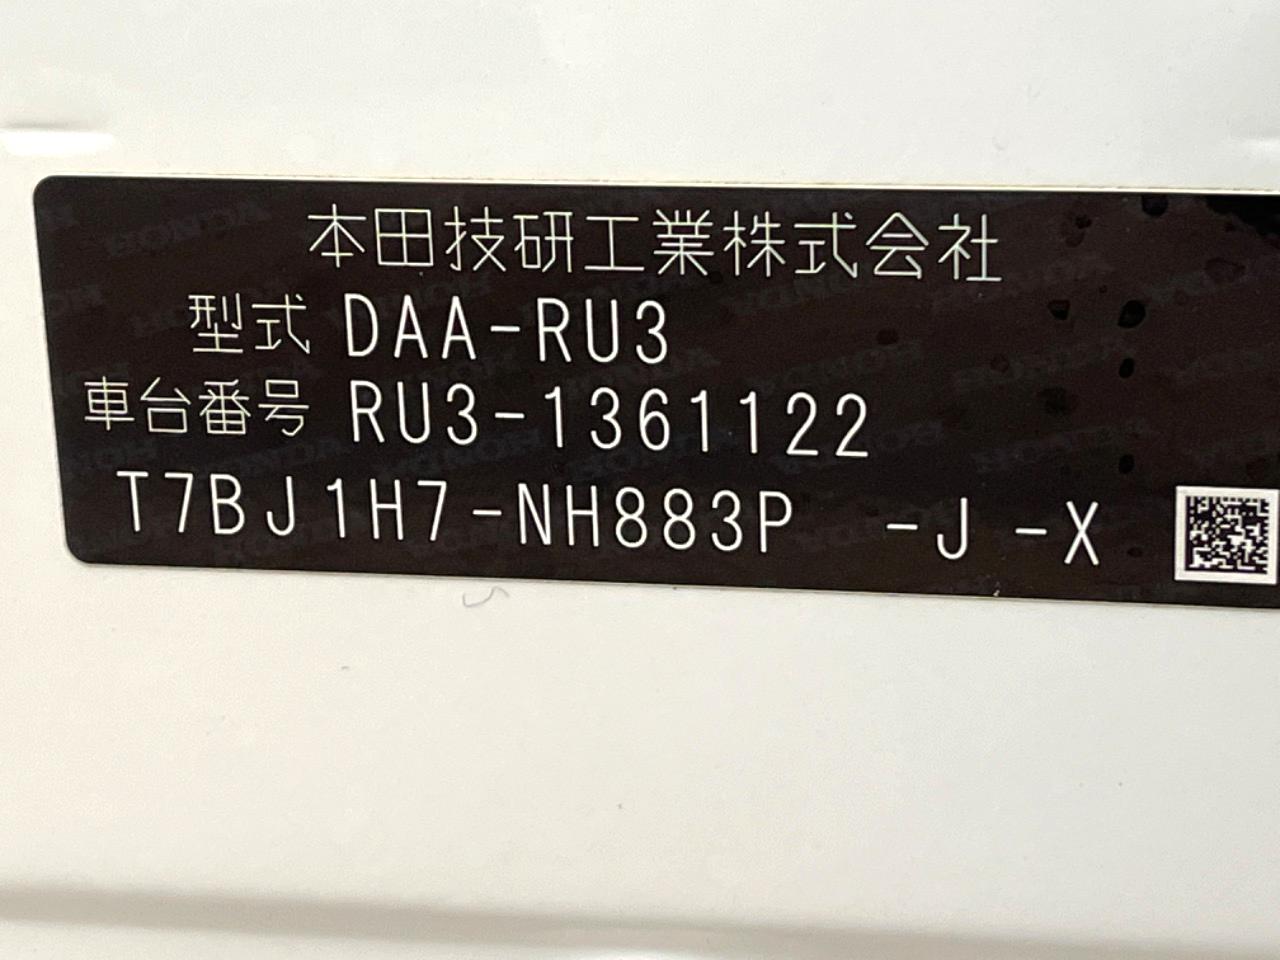 本田技研工業株式会社
型式 DAA-RU3
車台番号 RU3-1361122
T7BJ1H7-NH883P -J -X